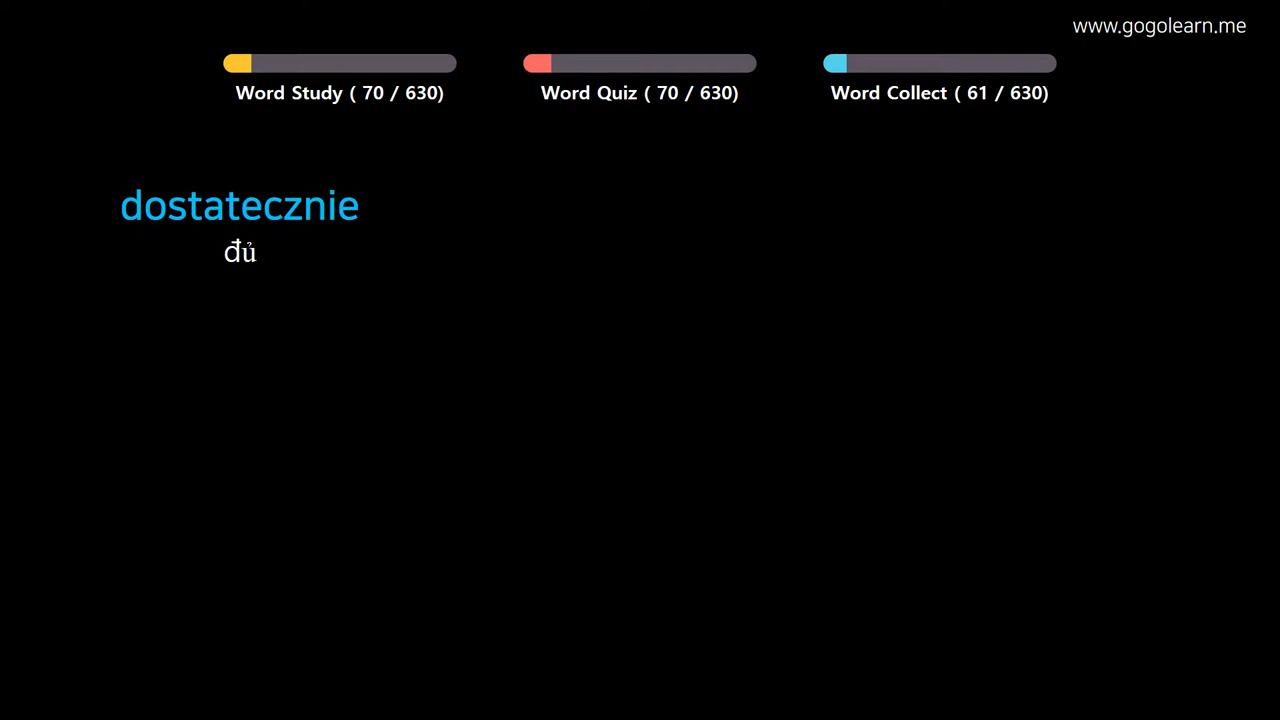 www.gogolearn.me
Word Study ( 70 / 630)
Word Quiz ( 70 / 630)
Word Collect ( 61 / 630)
dostatecznie
đủ